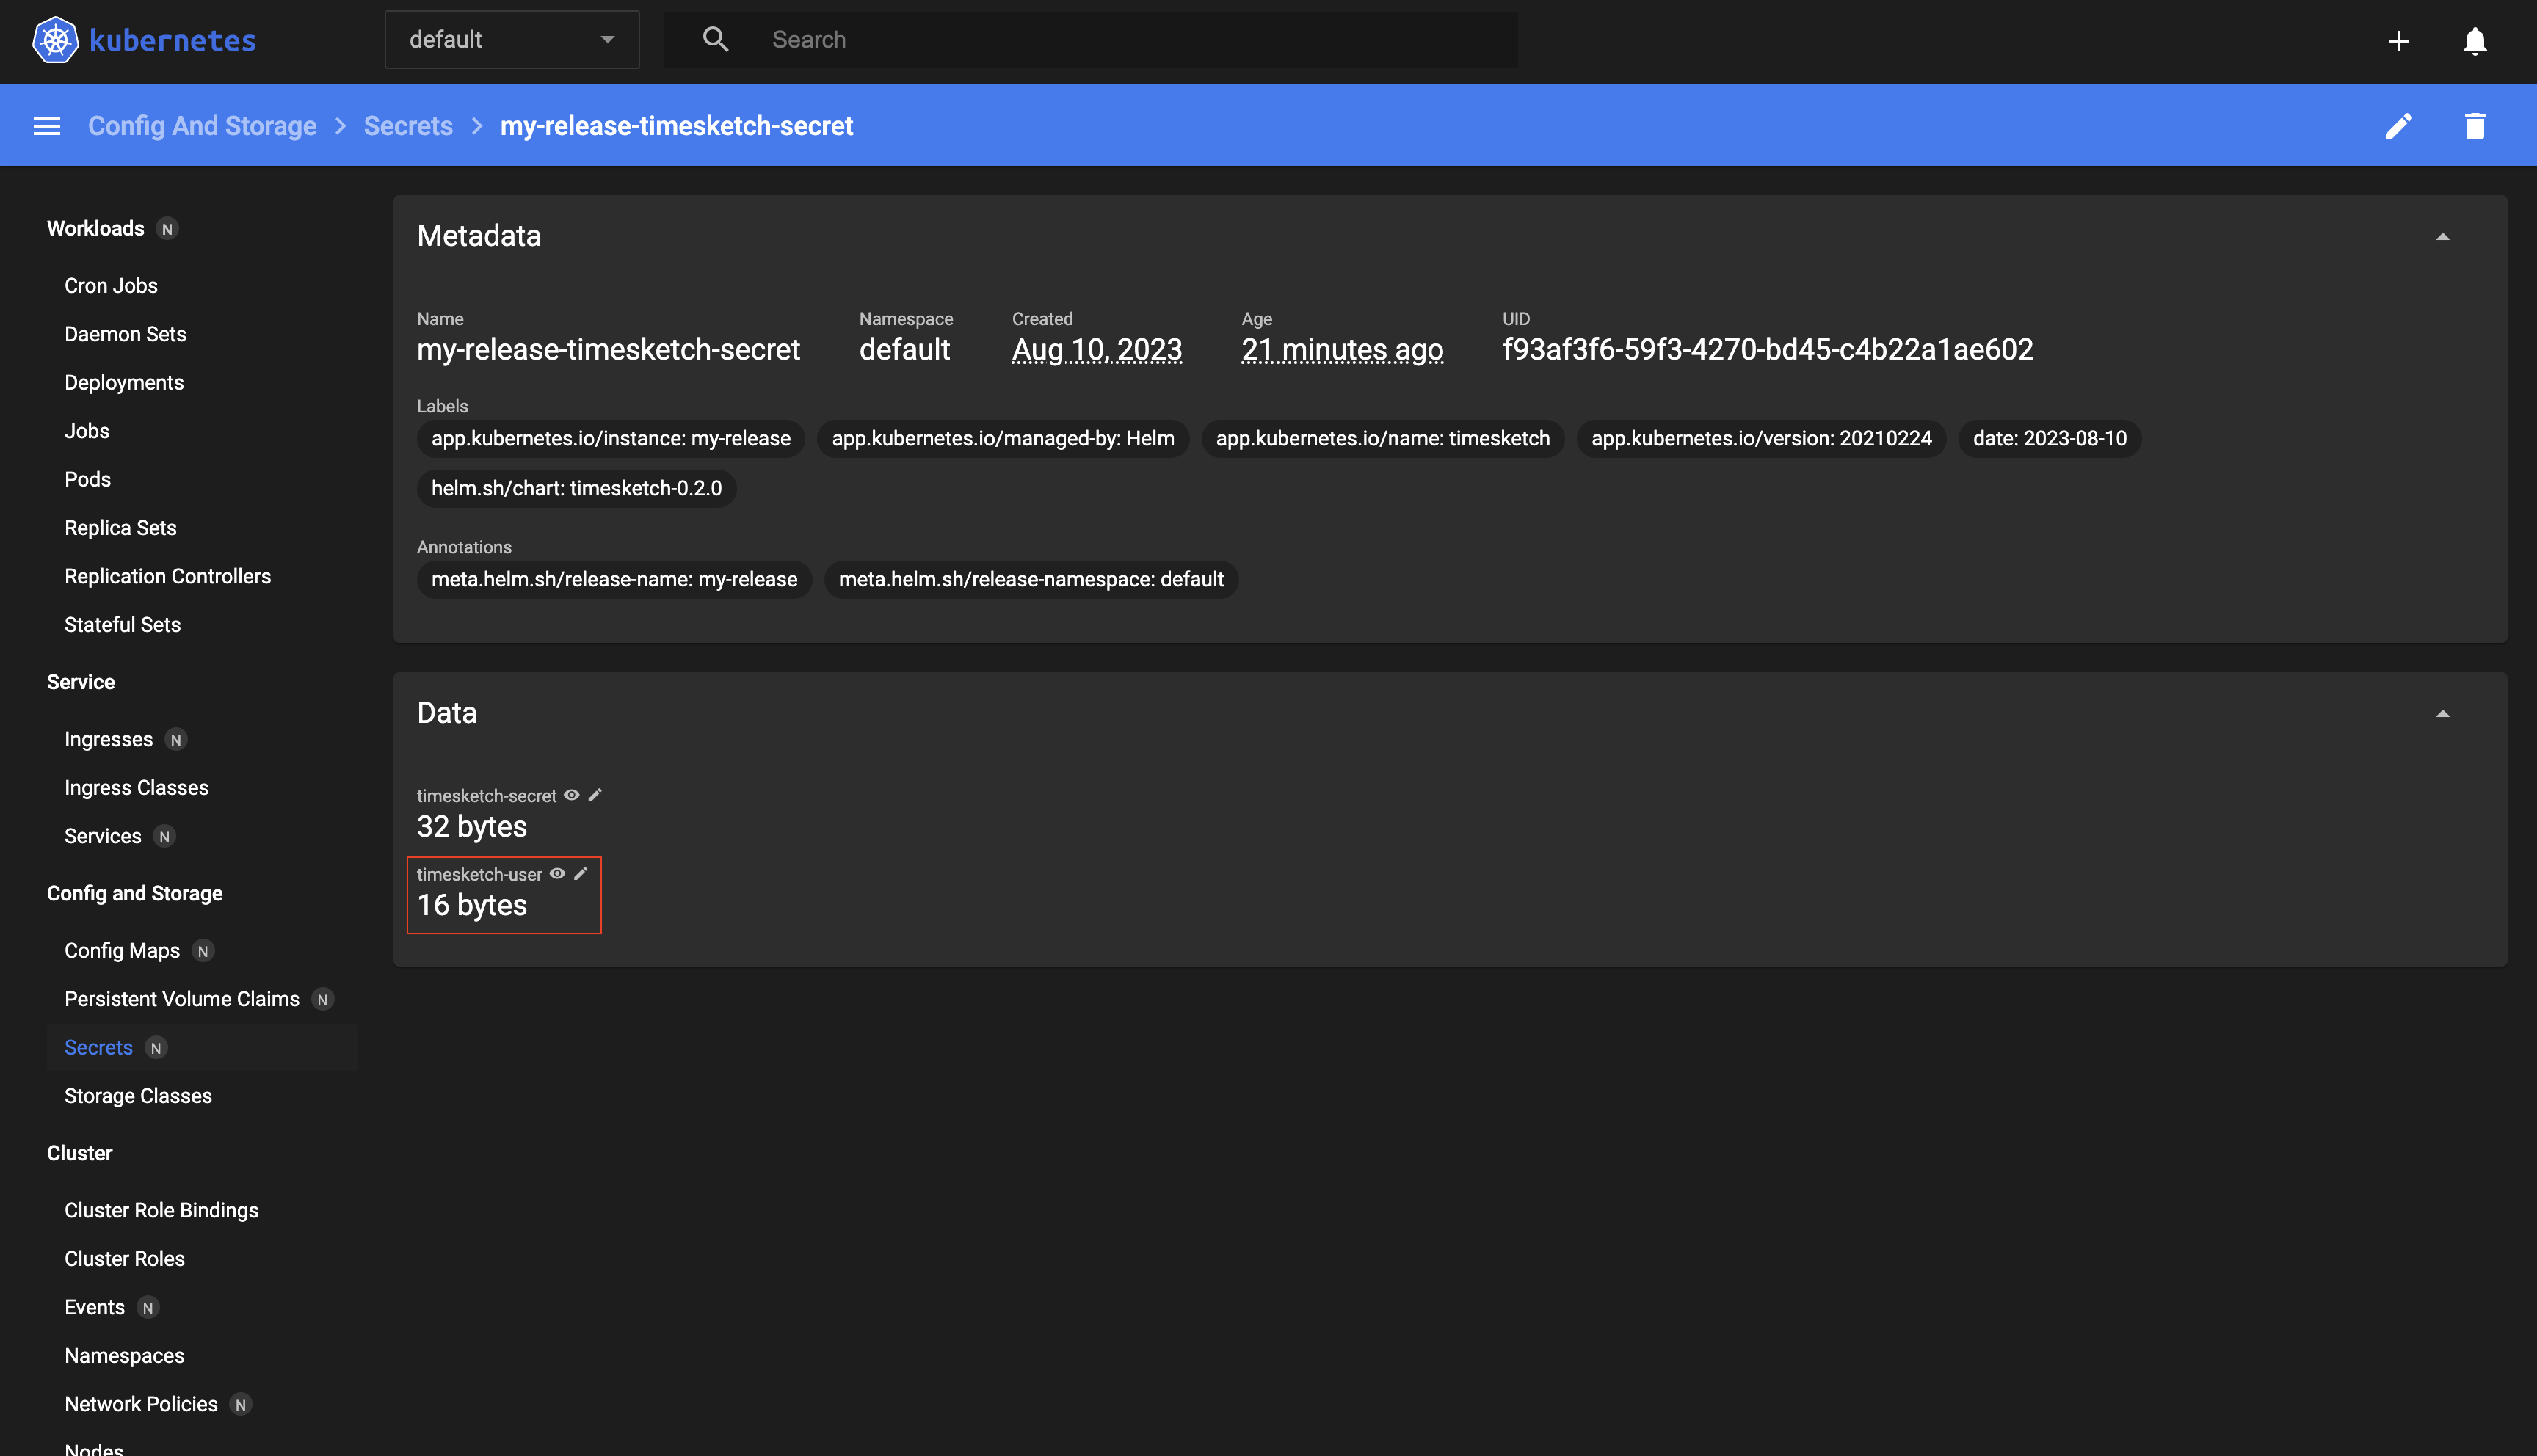 kubernetes
default
Search
Config And Storage
Secrets
my-release-timesketch-secret
Workloads N
Cron Jobs
Daemon Sets
Deployments
Jobs
Pods
Replica Sets
Replication Controllers
Stateful Sets
Service
Ingresses N
Ingress Classes
Services N
Config and Storage
Config Maps N
Persistent Volume Claims N
Secrets N
Storage Classes
Cluster
Cluster Role Bindings
Cluster Roles
Events N
Namespaces
Network Policies N
Nodes
Metadata
Name
my-release-timesketch-secret
Namespace
default
Created
Aug 10, 2023
Age
21 minutes ago
UID
f93af3f6-59f3-4270-bd45-c4b22a1ae602
Labels
app.kubernetes.io/instance: my-release
app.kubernetes.io/managed-by: Helm
app.kubernetes.io/name: timesketch
app.kubernetes.io/version: 20210224
date: 2023-08-10
helm.sh/chart: timesketch-0.2.0
Annotations
meta.helm.sh/release-name: my-release
meta.helm.sh/release-namespace: default
Data
timesketch-secret
32 bytes
timesketch-user
16 bytes